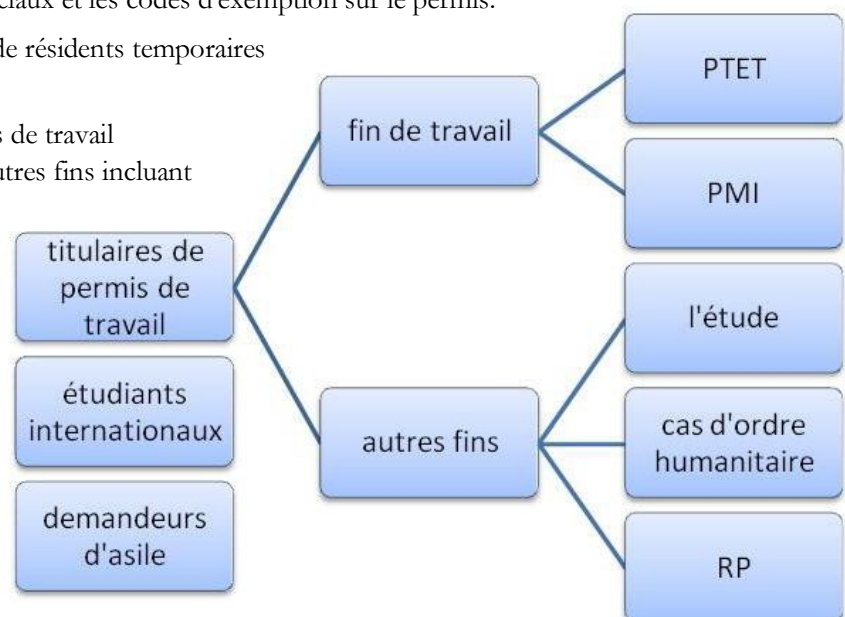 et les codes d'exemption sur le permis.
de résidents temporaires
de travail
fins incluant
titulaires de
permis de
travail
étudiants
internationaux
demandeurs
d'asile
fin de travail
autres fins
PTET
PMI
l'étude
cas d'ordre
humanitaire
RP